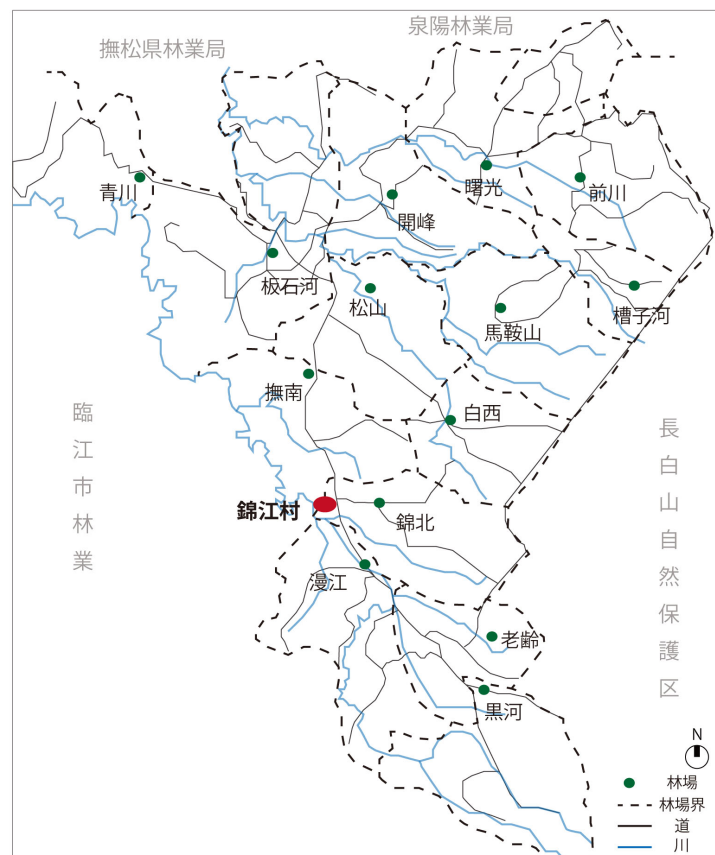 泉陽林業局
撫松県林業局
曙光
青川
前川
開峰
板石河
松山
馬鞍山
槽子河
撫南
白西
臨江市林業
長白山自然保護区
錦江村
錦北
漫江
老齢
黒河
N
林場
林場界
道
川